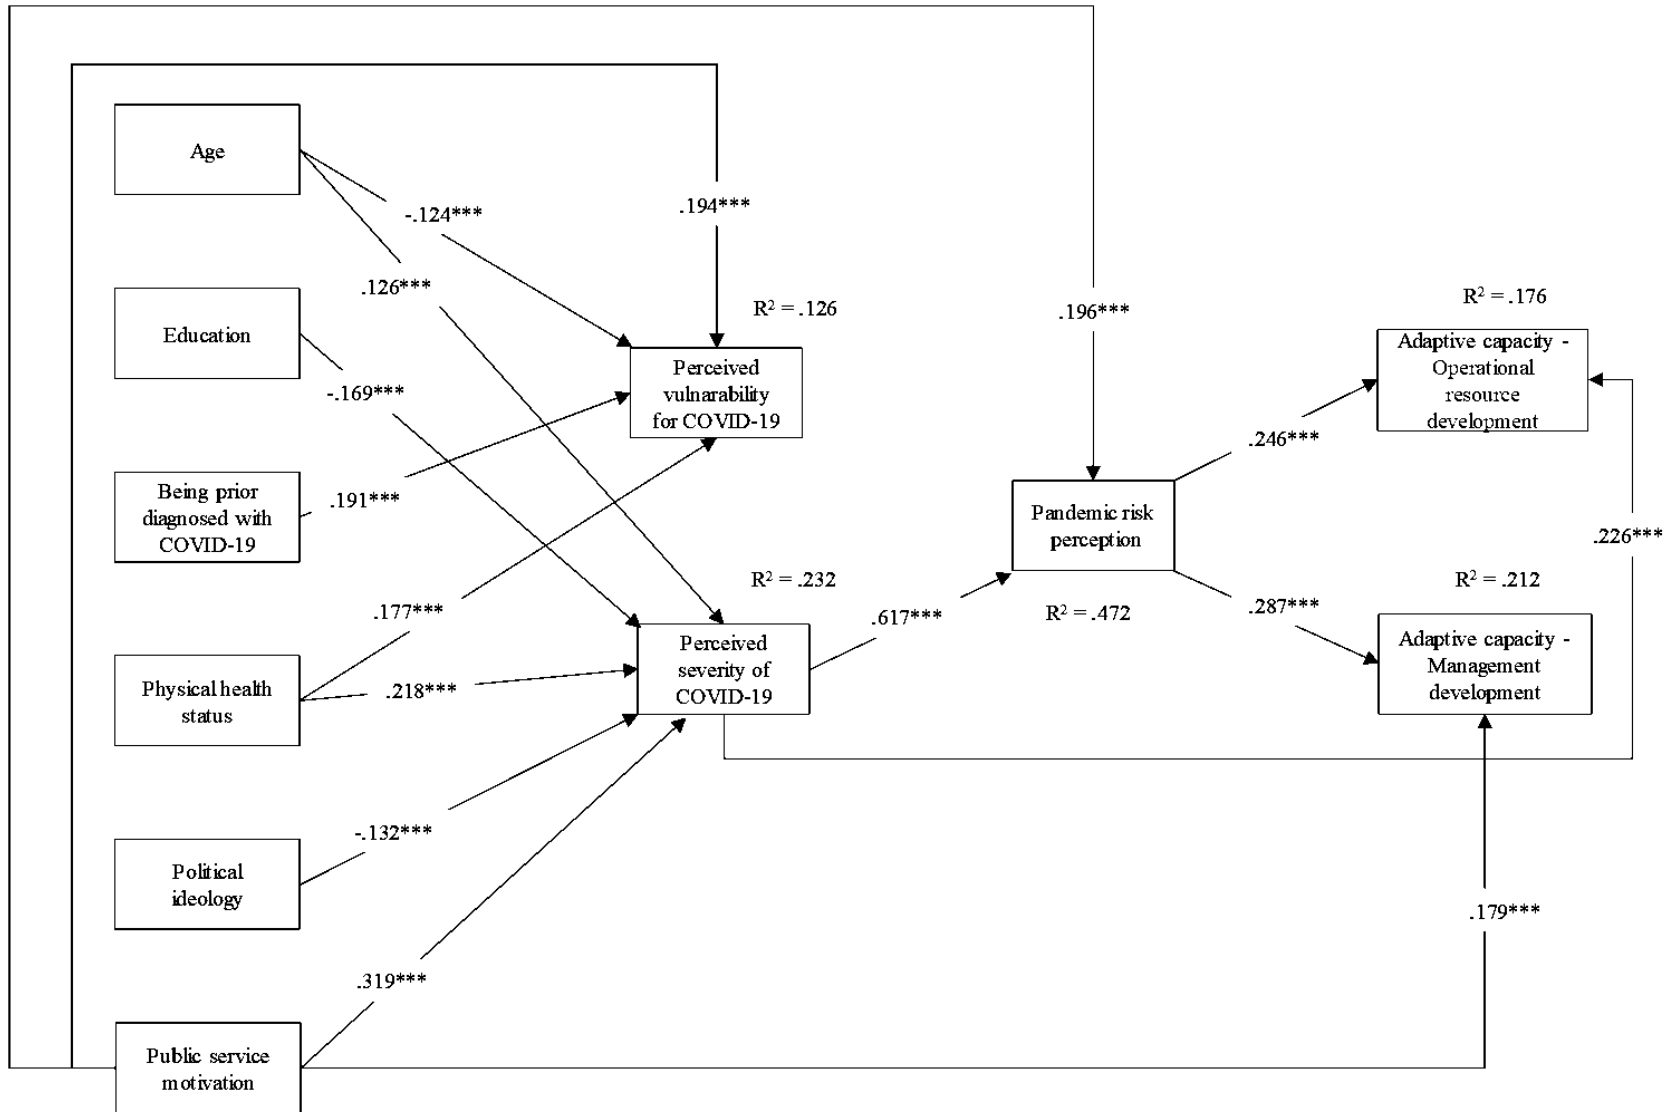 Age
-.124***
.194***
.126***
R² = .126
.196***
R² = .176
Education
-.169***
Perceived
vulnarability
for COVID-19
Adaptive capacity -
Operational
resource
development
.246***
Being prior
diagnosed with
COVID-19
.191***
Pandemic risk
perception
.226***
R² = .232
R² = .472
R² = .212
.177***
.617***
.287***
Physical health
status
.218***
Perceived
severity of
COVID-19
Adaptive capacity -
Management
development
Political
ideology
-.132***
.179***
.319***
Public service
motivation